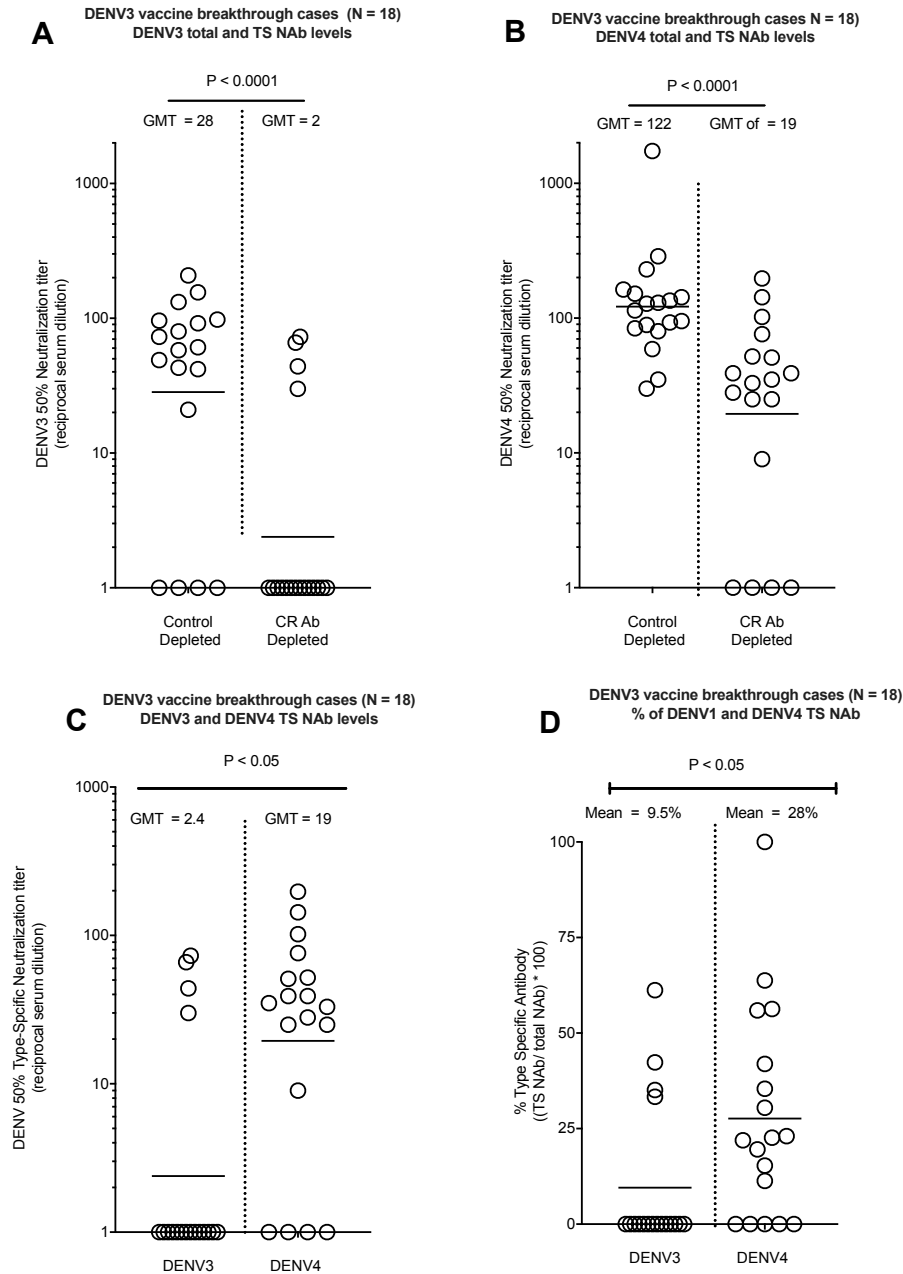 A
DENV3 vaccine breakthrough cases (N = 18)
DENV3 total and TS NAb levels
P < 0.0001
GMT = 28
GMT = 2
DENV3 50% Neutralization titer
(reciprocal serum dilution)
1000
100
10
1
Control
Depleted
CR Ab
Depleted
B
DENV3 vaccine breakthrough cases N = 18)
DENV4 total and TS NAb levels
P < 0.0001
GMT = 122
GMT of = 19
DENV4 50% Neutralization titer
(reciprocal serum dilution)
1000
100
10
1
Control
Depleted
CR Ab
Depleted
C
DENV3 vaccine breakthrough cases (N = 18)
DENV3 and DENV4 TS NAb levels
P < 0.05
GMT = 2.4
GMT = 19
DENV 50% Type-Spcific Neutralization titer
(reciprocal serum dilution)
1000
100
10
1
DENV3
DENV4
D
DENV3 vaccine breakthrough cases (N = 18)
% of DENV1 and DENV4 TS NAb
P < 0.05
Mean = 9.5%
Mean = 28%
% Type Specific Antibody
((TS NAb/ total NAb) * 100)
100
75
50
25
0
DENV3
DENV4